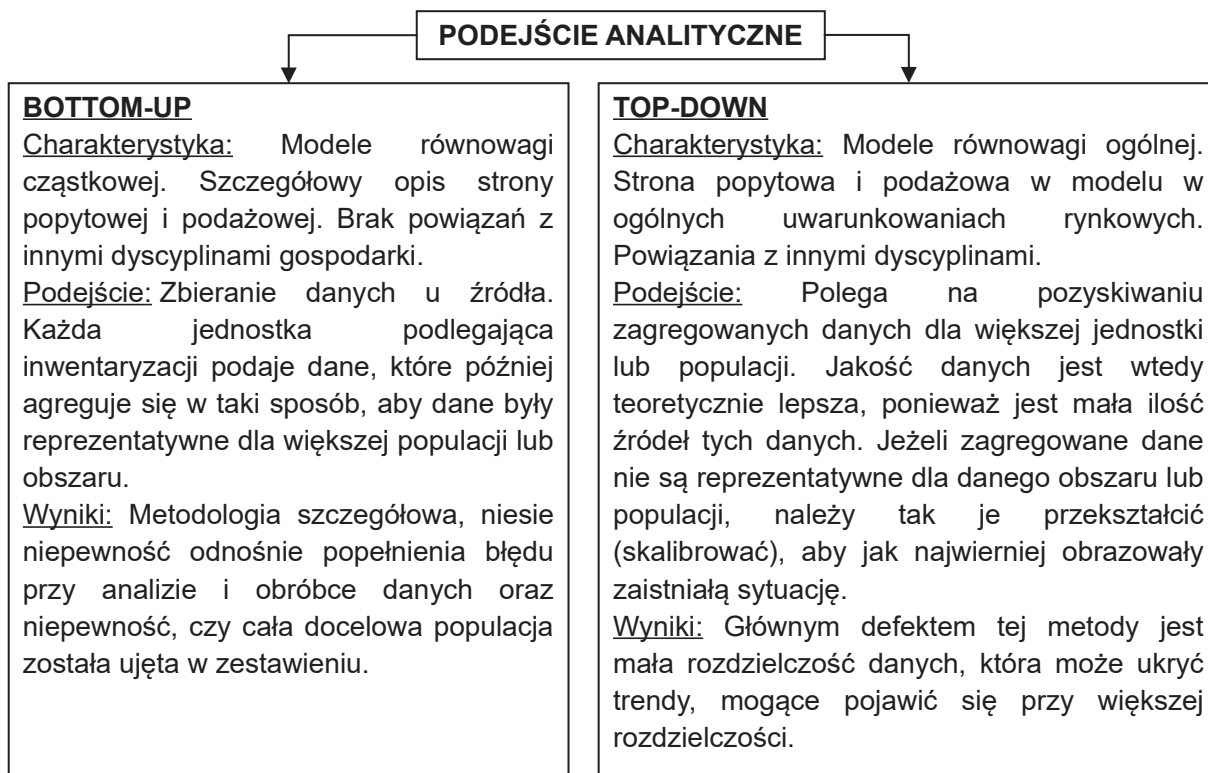 PODEJŚCIE ANALITYCZNE
BOTTOM-UP
Charakterystyka: Modele równowagi
cząstkowej. Szczegółowy opis strony
popytowej i podażowej. Brak powiązań z
innymi dyscyplinami gospodarki.
Podejście: Zbieranie danych u źródła.
Każda jednostka podlegająca
inwentaryzacji podaje dane, które później
agreguje się w taki sposób, aby dane były
reprezentatywne dla większej populacji lub
obszaru.
Wyniki: Metodologia szczegółowa, niesie
niepewność odnośnie popełnienia błędu
przy analizie i obróbce danych oraz
niepewność, czy cała docelowa populacja
została ujęta w zestawieniu.
TOP-DOWN
Charakterystyka: Modele równowagi ogólnej.
Strona popytowa i podażowa w modelu w
ogólnych uwarunkowaniach rynkowych.
Powiązania z innymi dyscyplinami.
Podejście: Polega na pozyskiwaniu
zagregowanych danych dla większej jednostki
lub populacji. Jakość danych jest wtedy
teoretycznie lepsza, ponieważ jest mała ilość
źródeł tych danych. Jeżeli zagregowane dane
nie są reprezentatywne dla danego obszaru lub
populacji, należy tak je przekształcić
(skalibrować), aby jak najwierniej obrazowały
zaistniałą sytuację.
Wyniki: Głównym defektem tej metody jest
mała rozdzielczość danych, która może ukryć
trendy, mogące pojawić się przy większej
rozdzielczości.